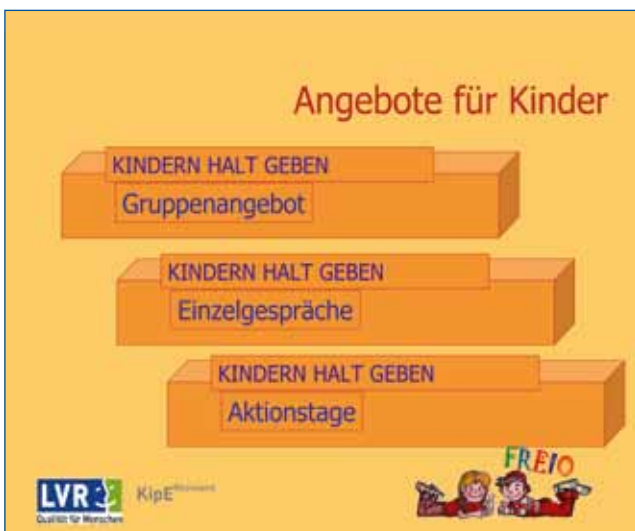 Angebote für Kinder
KINDERN HALT GEBEN
Gruppenangebot
KINDERN HALT GEBEN
Einzelgespräche
KINDERN HALT GEBEN
Aktionstage
FREIO
LVR
Qualität für Menschen
KipE Rheinland